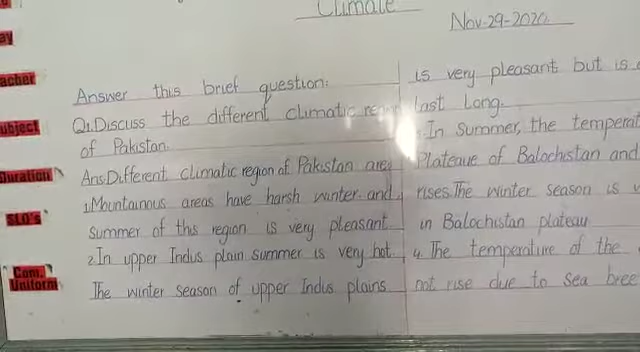 Climate
Nov-29-2020
acher
ubject
Duration
SLO's
Com.
Uniform
Answer this brief question:
Q1.Discuss the different climatic
of Pakistan.
Ans:Different climatic region of Pakistan are:
1.Mountainous areas have harsh winter and
summer of this region is very pleasant
2.In upper Indus plain summer is very hot.
The winter season of upper Indus plains
is very pleasant but is
last Long.
In Summer, the temperat
Plateaue of Balochistan and
rises.The winter season is
in Balochistan plateau
4. The temperature of the
not rise due to sea bree